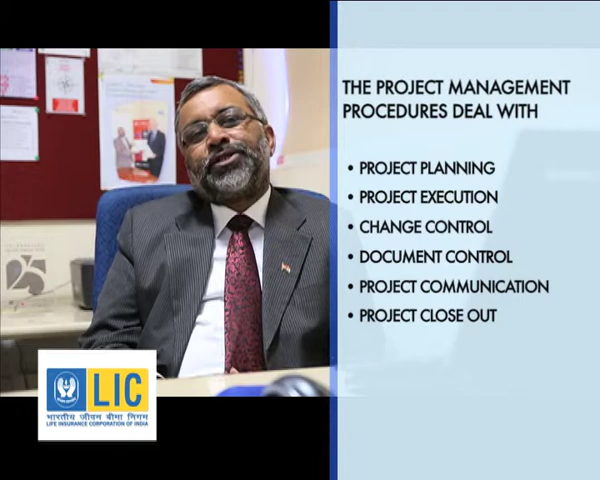 THE PROJECT MANAGEMENT
PROCEDURES DEAL WITH
• PROJECT PLANNING
• PROJECT EXECUTION
• CHANGE CONTROL
• DOCUMENT CONTROL
• PROJECT COMMUNICATION
• PROJECT CLOSE OUT
25
LIC
भारतीय जीवन बीमा निगम
LIFE INSURANCE CORPORATION OF INDIA